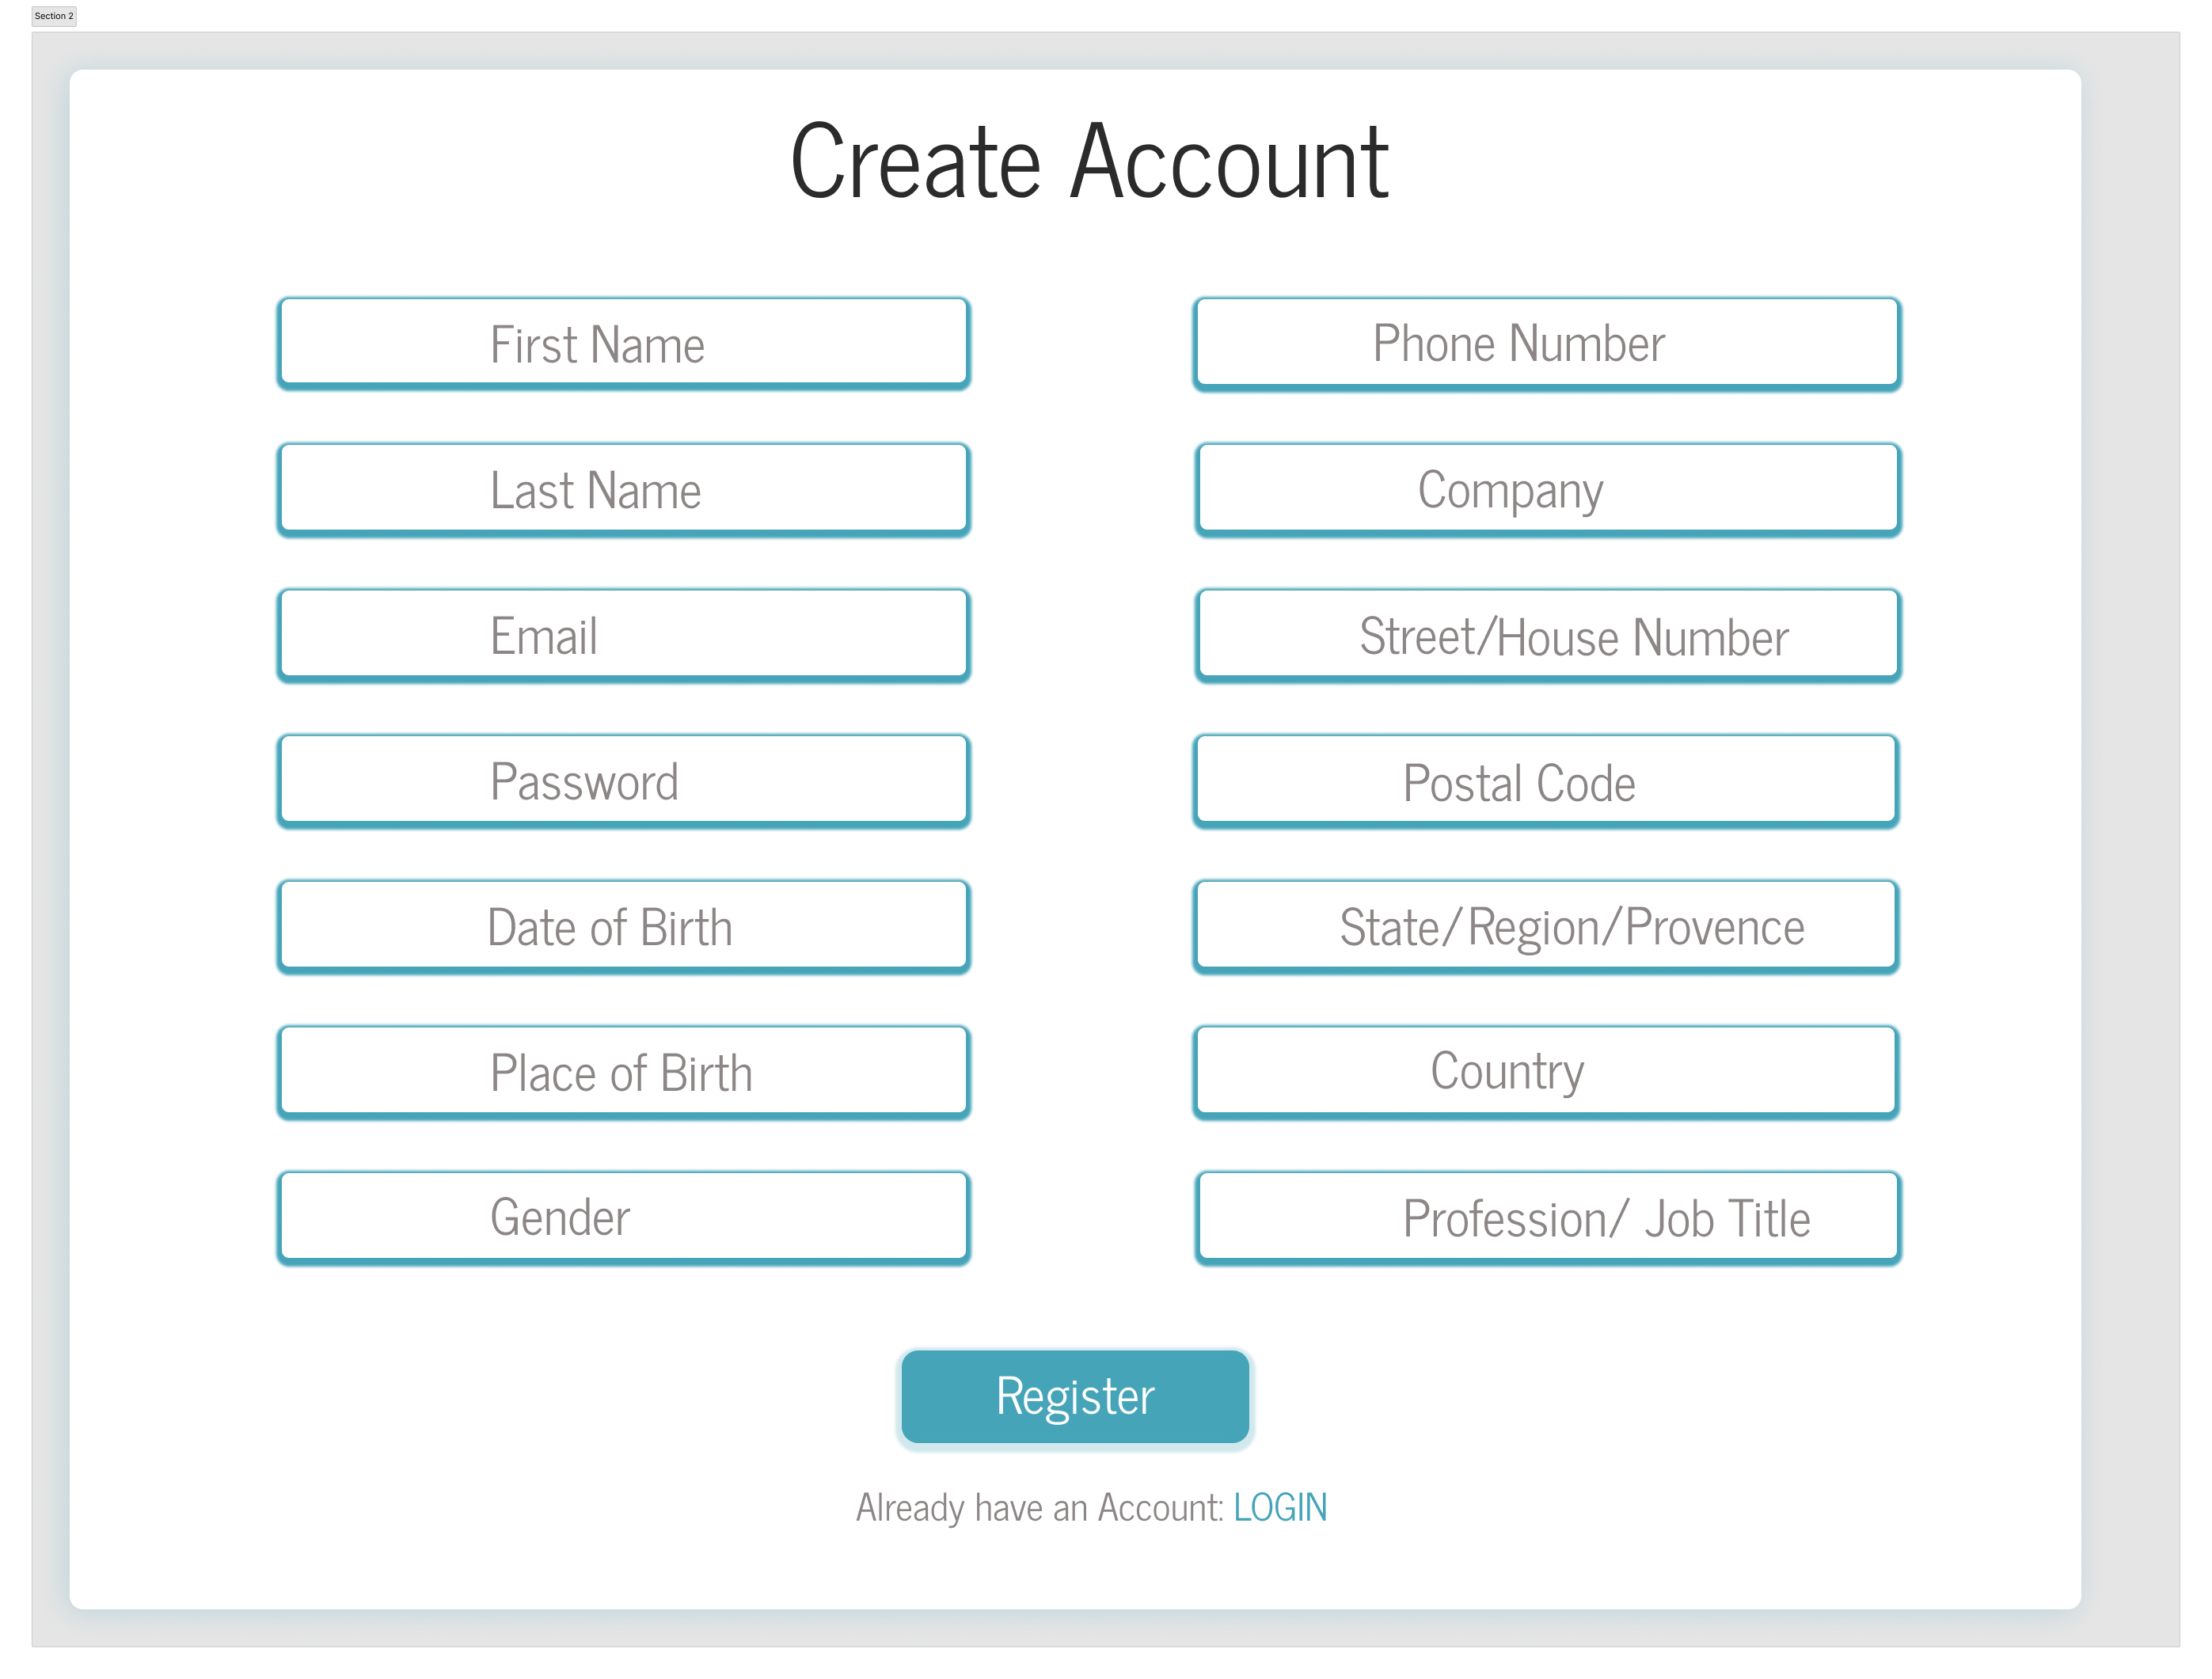 Section 2
Create Account
First Name
Last Name
Email
Password
Date of Birth
Place of Birth
Gender
Phone Number
Company
Street/House Number
Postal Code
State/Region/Provence
Country
Profession/ Job Title
Register
Already have an Account: LOGIN